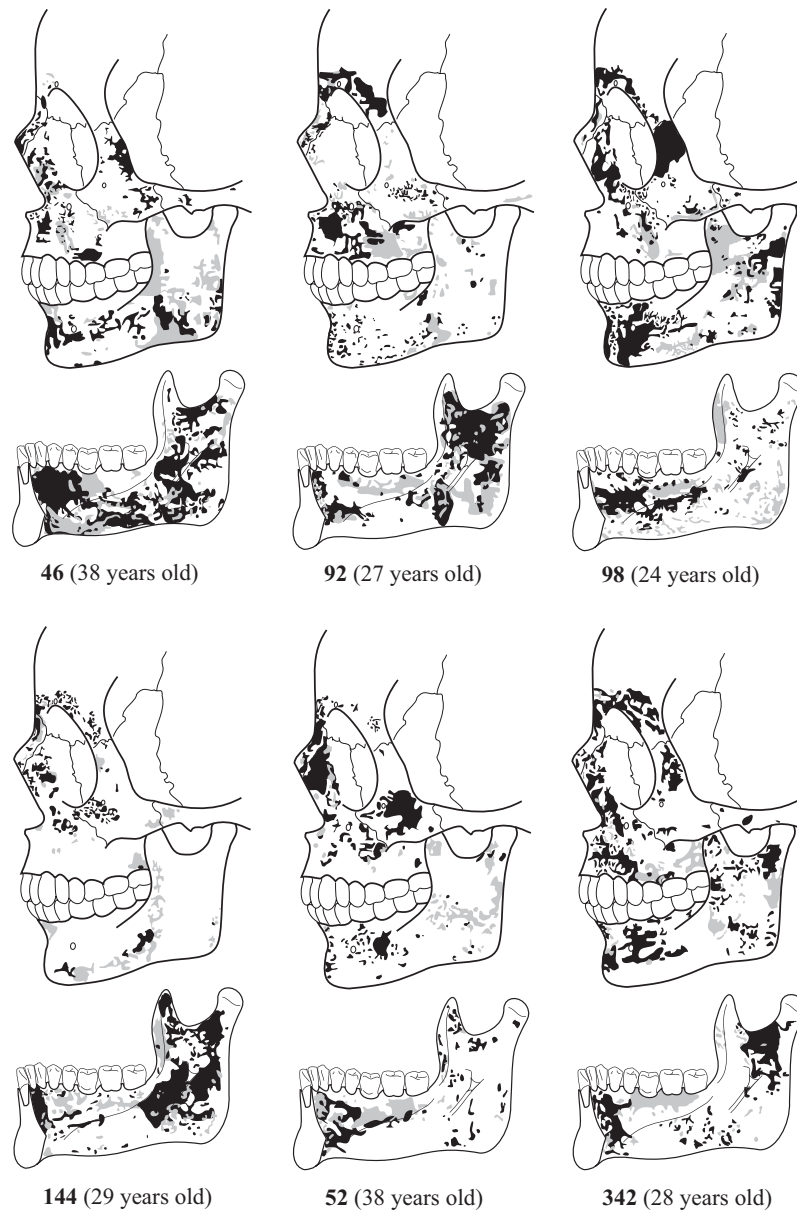 46 (38 years old)
92 (27 years old)
98 (24 years old)
144 (29 years old)
52 (38 years old)
342 (28 years old)